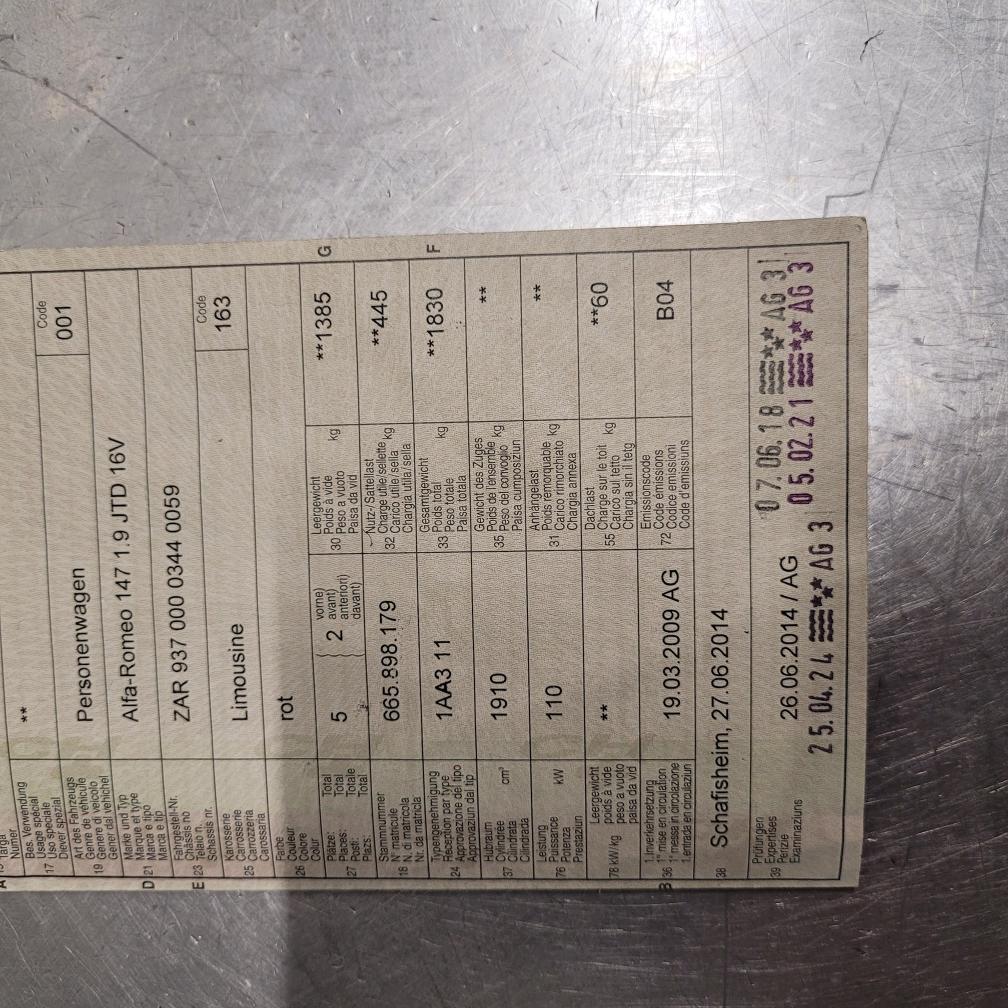 A 15 Targa
Numer
17 Bes. Verwendung
Usage spécial
Uso speciale
Diever spezial
**
19 Art des Fahrzeugs
Genre de véhicule
Genere di veicolo
Gener dal vehichel
Personenwagen
Code
001
D 21 Marke und Typ
Marque et type
Marca e tipo
Marca e tip
Alfa-Romeo 147 1.9 JTD 16V
E 23 Fahrgestell-Nr.
Châssis no
Telaio n.
Schassis nr.
ZAR 937 000 0344 0059
25 Karosserie
Carrosserie
Carrozzeria
Carossaria
Limousine
Code
163
26 Farbe
Couleur
Colore
Colur
rot
27 Plätze: Total
Places: Total
Posti: Totale
Plazs: Total
5
2
vorne)
avant)
anteriori)
davant)
30 Leergewicht
Poids à vide
Peso a vuoto
Paisa da vid
kg
**1385
G
18 Stammnummer
N° matricule
N. di matricola
Nr. da matricla
665.898.179
32 Nutz-/Sattellast
Charge utile/sellette
Carico utile/sella
Chargia utila/sella
kg
**445
24 Typengenehmigung
Réception par type
Approvazione del tipo
Approvaziun dal tip
1AA3 11
33 Gesamtgewicht
Poids total
Peso totale
Paisa totala
kg
**1830
F
37 Hubraum
Cylindrée
Cilindrata
Cilindrada
cm³
1910
35 Gewicht des Zuges
Poids de l'ensemble
Peso del convoglio
Paisa cumposiziun
kg
**
76 Leistung
Puissance
Potenza
Prestaziun
kW
110
31 Anhängelast
Poids remorquable
Carico rimorchiato
Chargia annexa
kg
**
78 kW/kg
Leergewicht
poids à vide
peso a vuoto
paisa da vid
**
55 Dachlast
Charge sur le toit
Carico sul tetto
Chargia sin il tetg
kg
**60
B 36 1.Inverkehrsetzung
1re mise en circulation
1a messa in circolazione
1.entrada en circulaziun
19.03.2009 AG
72 Emissionscode
Code émissions
Codice emissioni
Code d'emissiuns
B04
38 Schafisheim, 27.06.2014
39 Prüfungen
Expertises
Perizie
Examinaziuns
26.06.2014 / AG
07.06.18 AG 3
05.02.21 AG 3
25.04.24 AG 3